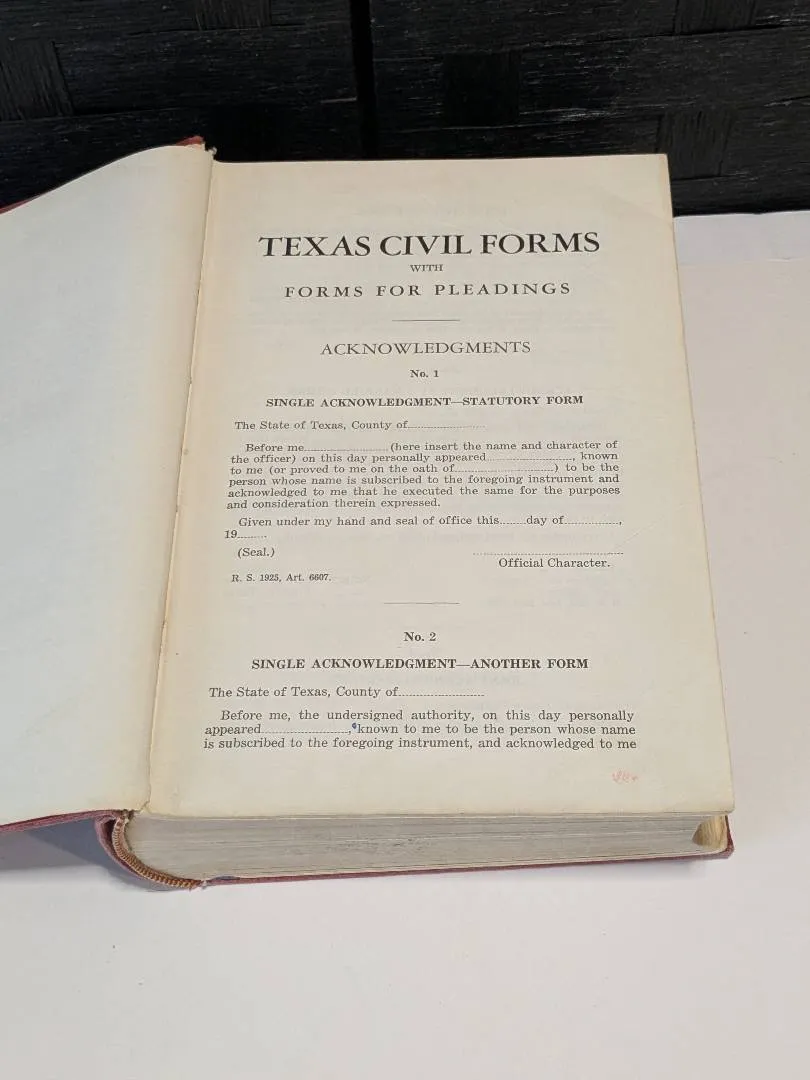 TEXAS CIVIL FORMS
WITH
FORMS FOR PLEADINGS
ACKNOWLEDGMENTS
No. 1
SINGLE ACKNOWLEDGMENT—STATUTORY FORM
The State of Texas, County of........................
Before me........................ (here insert the name and character of
the officer) on this day personally appeared........................, known
to me (or proved to me on the oath of............................) to be the
person whose name is subscribed to the foregoing instrument and
acknowledged to me that he executed the same for the purposes
and consideration therein expressed.
Given under my hand and seal of office this........day of................,
19.........
(Seal.)
Official Character.
R. S. 1925, Art. 6607.
No. 2
SINGLE ACKNOWLEDGMENT—ANOTHER FORM
The State of Texas, County of........................
Before me, the undersigned authority, on this day personally
appeared........................, known to me to be the person whose name
is subscribed to the foregoing instrument, and acknowledged to me